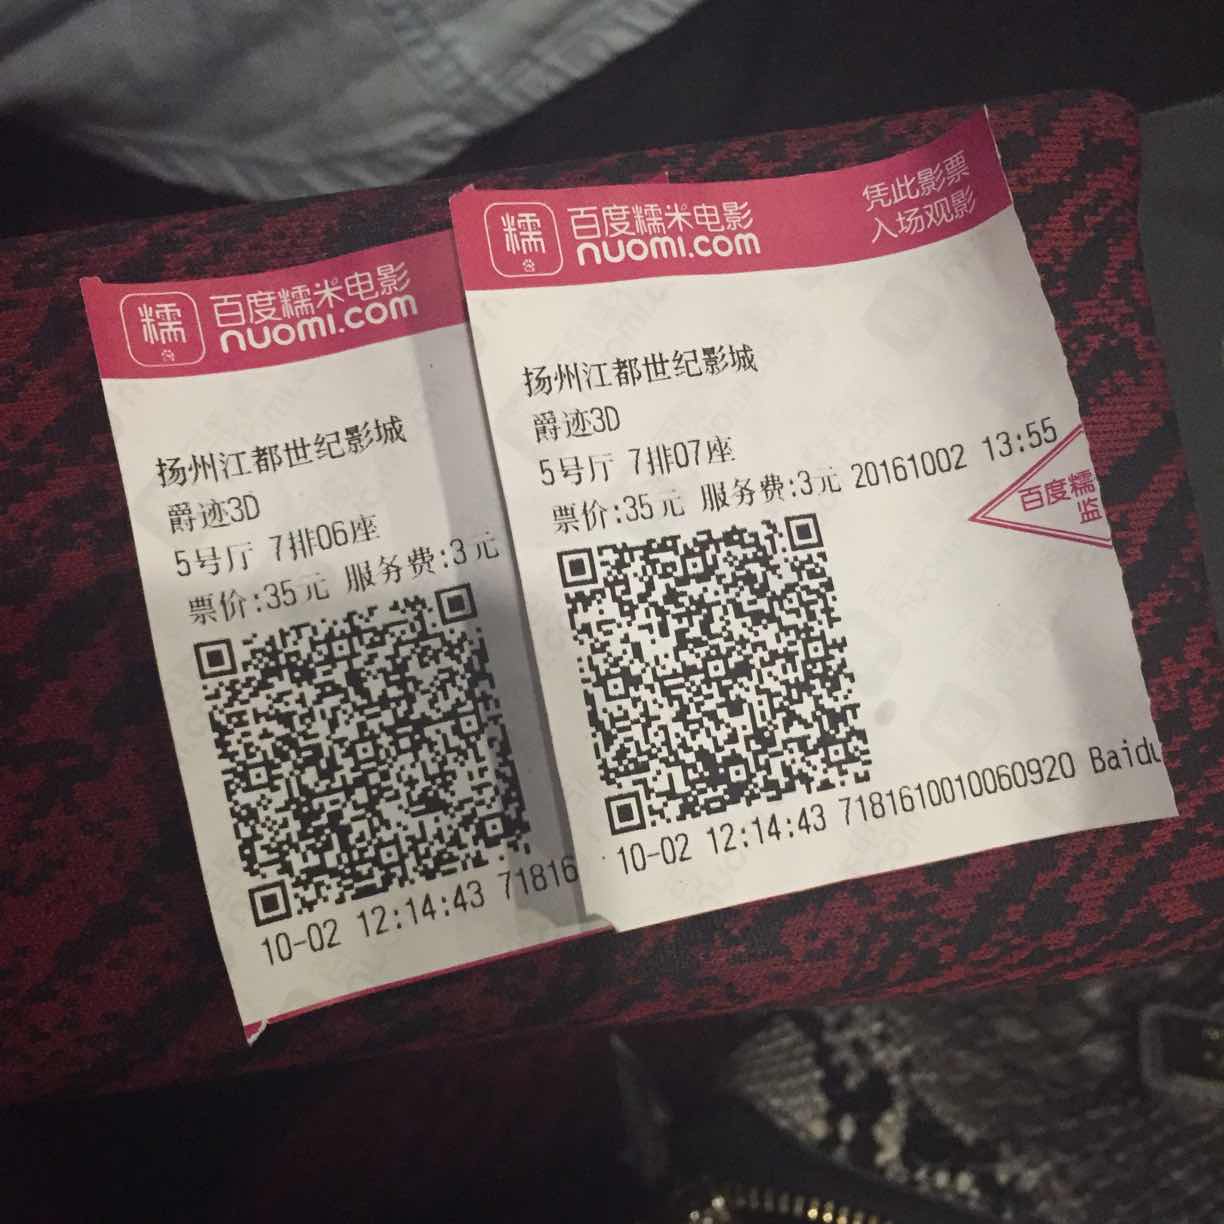 糯
百度糯米电影
nuomi.com
扬州江都世纪影城
爵迹3D
5号厅 7排06座
票价:35元 服务费:3元
10-02 12:14:43 71816
糯
百度糯米电影
nuomi.com
凭此影票
入场观影
扬州江都世纪影城
爵迹3D
5号厅 7排07座
票价:35元 服务费:3元 20161002 13:55
百度糯
监
10-02 12:14:43 7181610010060920 Baidu